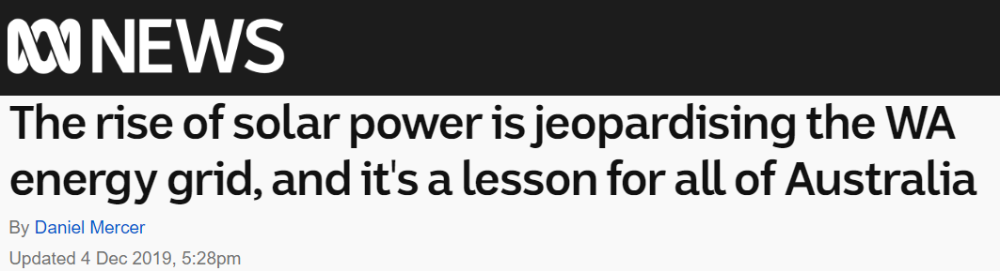 NEWS
The rise of solar power is jeopardising the WA
energy grid, and it's a lesson for all of Australia
By Daniel Mercer
Updated 4 Dec 2019, 5:28pm